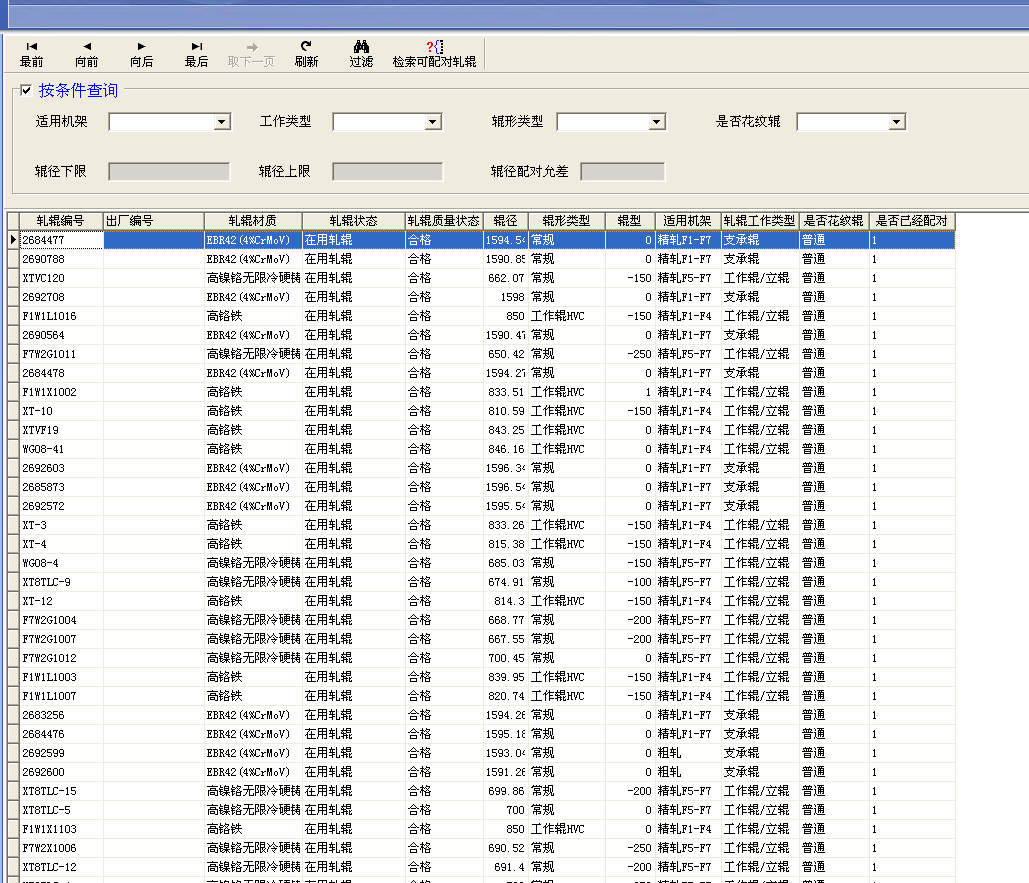 最前 向前 向后 最后 取下一页 刷新 过滤 检索可配对轧辊
按条件查询
适用机架 工作类型 辊形类型 是否花纹辊
辊径下限 辊径上限 辊径配对允差
轧辊编号 出厂编号 轧辊材质 轧辊状态 轧辊质量状态 辊径 辊形类型 辊型 适用机架 轧辊工作类型 是否花纹辊 是否已经配对
2684477 EBR42(4%CrMoV) 在用轧辊 合格 1594.54 常规 0 精轧F1-F7 支承辊 普通 1
2690788 EBR42(4%CrMoV) 在用轧辊 合格 1590.85 常规 0 精轧F1-F7 支承辊 普通 1
XTVC120 高镍铬无限冷硬铸 在用轧辊 合格 662.07 常规 -150 精轧F5-F7 工作辊/立辊 普通 1
2692708 EBR42(4%CrMoV) 在用轧辊 合格 1598 常规 0 精轧F1-F7 支承辊 普通 1
F1W1L1016 高铬铁 在用轧辊 合格 850 工作辊HVC -150 精轧F1-F4 工作辊/立辊 普通 1
2690564 EBR42(4%CrMoV) 在用轧辊 合格 1590.47 常规 0 精轧F1-F7 支承辊 普通 1
F7W2G1011 高镍铬无限冷硬铸 在用轧辊 合格 650.42 常规 -250 精轧F5-F7 工作辊/立辊 普通 1
2684478 EBR42(4%CrMoV) 在用轧辊 合格 1594.27 常规 0 精轧F1-F7 支承辊 普通 1
F1W1X1002 高铬铁 在用轧辊 合格 833.51 工作辊HVC 1 精轧F1-F4 工作辊/立辊 普通 1
XT-10 高铬铁 在用轧辊 合格 810.59 工作辊HVC -150 精轧F1-F4 工作辊/立辊 普通 1
XTVF19 高铬铁 在用轧辊 合格 843.25 工作辊HVC 0 精轧F1-F4 工作辊/立辊 普通 1
WG08-41 高铬铁 在用轧辊 合格 846.16 工作辊HVC 0 精轧F1-F4 工作辊/立辊 普通 1
2692603 EBR42(4%CrMoV) 在用轧辊 合格 1596.34 常规 0 精轧F1-F7 支承辊 普通 1
2685873 EBR42(4%CrMoV) 在用轧辊 合格 1596.54 常规 0 精轧F1-F7 支承辊 普通 1
2692572 EBR42(4%CrMoV) 在用轧辊 合格 1595.54 常规 0 精轧F1-F7 支承辊 普通 1
XT-3 高铬铁 在用轧辊 合格 833.26 工作辊HVC -150 精轧F1-F4 工作辊/立辊 普通 1
XT-4 高铬铁 在用轧辊 合格 815.38 工作辊HVC -150 精轧F1-F4 工作辊/立辊 普通 1
WG08-4 高镍铬无限冷硬铸 在用轧辊 合格 685.03 常规 -150 精轧F5-F7 工作辊/立辊 普通 1
XT8TLC-9 高镍铬无限冷硬铸 在用轧辊 合格 674.91 常规 -100 精轧F5-F7 工作辊/立辊 普通 1
XT-12 高铬铁 在用轧辊 合格 814.3 工作辊HVC -150 精轧F1-F4 工作辊/立辊 普通 1
F7W2G1004 高镍铬无限冷硬铸 在用轧辊 合格 668.77 常规 -200 精轧F5-F7 工作辊/立辊 普通 1
F7W2G1007 高镍铬无限冷硬铸 在用轧辊 合格 667.55 常规 -200 精轧F5-F7 工作辊/立辊 普通 1
F7W2G1012 高镍铬无限冷硬铸 在用轧辊 合格 700.45 常规 0 精轧F5-F7 工作辊/立辊 普通 1
F1W1L1003 高铬铁 在用轧辊 合格 839.95 工作辊HVC -150 精轧F1-F4 工作辊/立辊 普通 1
F1W1L1007 高铬铁 在用轧辊 合格 820.74 工作辊HVC -150 精轧F1-F4 工作辊/立辊 普通 1
2683256 EBR42(4%CrMoV) 在用轧辊 合格 1594.26 常规 0 精轧F1-F7 支承辊 普通 1
2684476 EBR42(4%CrMoV) 在用轧辊 合格 1595.18 常规 0 精轧F1-F7 支承辊 普通 1
2692599 EBR42(4%CrMoV) 在用轧辊 合格 1593.04 常规 0 粗轧 支承辊 普通 1
2692600 EBR42(4%CrMoV) 在用轧辊 合格 1591.26 常规 0 粗轧 支承辊 普通 1
XT8TLC-15 高镍铬无限冷硬铸 在用轧辊 合格 699.86 常规 -200 精轧F5-F7 工作辊/立辊 普通 1
XT8TLC-5 高镍铬无限冷硬铸 在用轧辊 合格 700 常规 0 精轧F5-F7 工作辊/立辊 普通 1
F1W1X1103 高铬铁 在用轧辊 合格 850 工作辊HVC 0 精轧F1-F4 工作辊/立辊 普通 1
F7W2X1006 高镍铬无限冷硬铸 在用轧辊 合格 690.52 常规 -250 精轧F5-F7 工作辊/立辊 普通 1
XT8TLC-12 高镍铬无限冷硬铸 在用轧辊 合格 691.4 常规 -200 精轧F5-F7 工作辊/立辊 普通 1